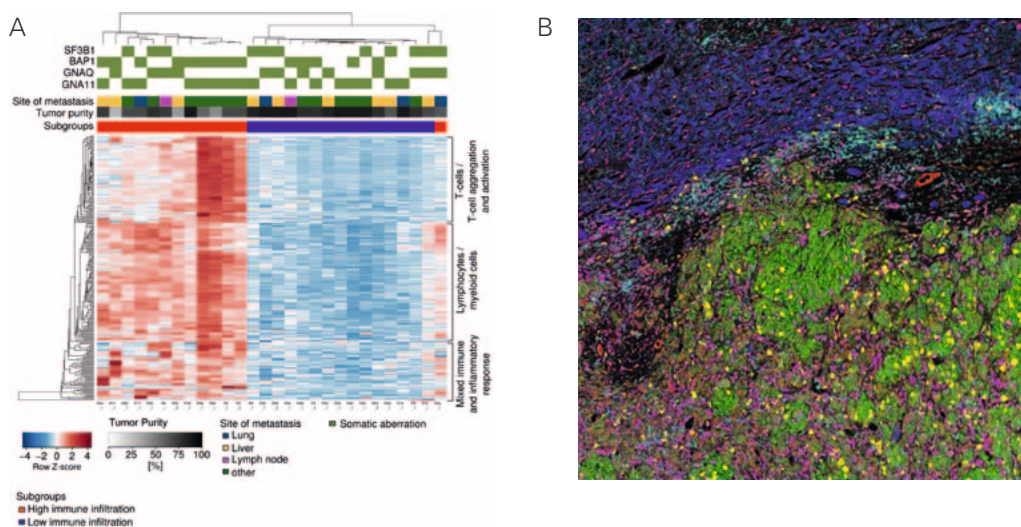 A
B
SF3B1
BAP1
GNAQ
GNA11
Site of metastasis
Tumor purity
Subgroups
T-cells /
T-cell aggregation
and activation
Lymphocytes /
myeloid cells
Mixed immune
and inflammatory
response
−4 −2 0 2 4
Row Z-score
Tumor Purity
0 25 50 75 100
[%]
Site of metastasis
Lung
Liver
Lymph node
other
Somatic aberration
Subgroups
High immune infiltration
Low immune infiltration